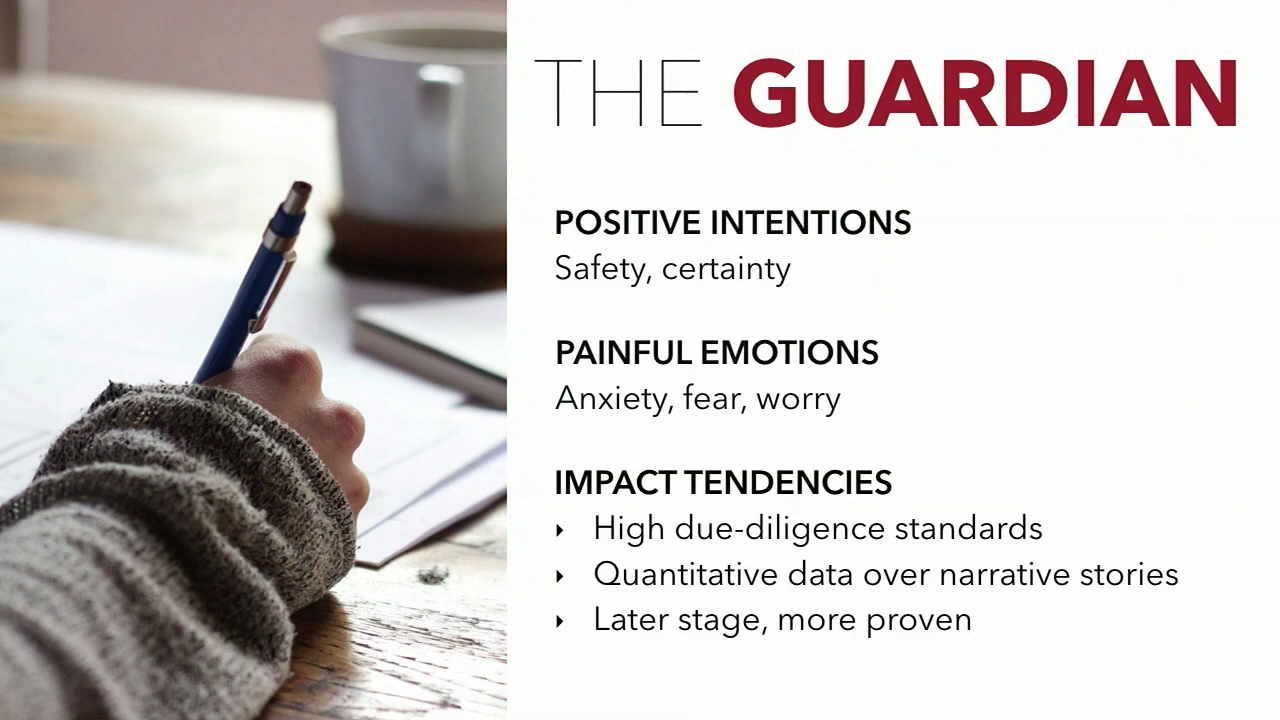 THE GUARDIAN
POSITIVE INTENTIONS
Safety, certainty
PAINFUL EMOTIONS
Anxiety, fear, worry
IMPACT TENDENCIES
‣ High due-diligence standards
‣ Quantitative data over narrative stories
‣ Later stage, more proven